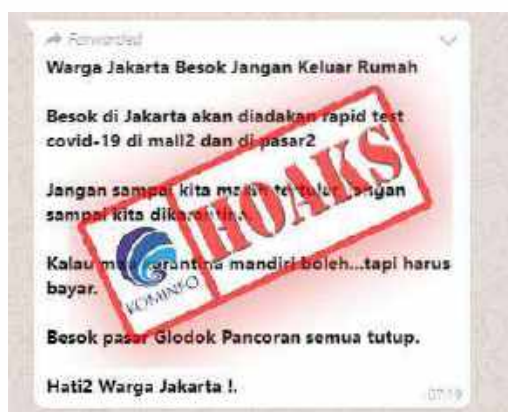 Forwarded
Warga Jakarta Besok Jangan Keluar Rumah
Besok di Jakarta akan diadakan rapid test
covid-19 di mall2 dan di pasar2
Jangan sampai kita jangan
sampai kita
Kalau mandiri boleh...tapi harus
bayar.
Besok pasar Glodok Pancoran semua tutup.
Hati2 Warga Jakarta !.
07:19
HOAKS
KOMINFO